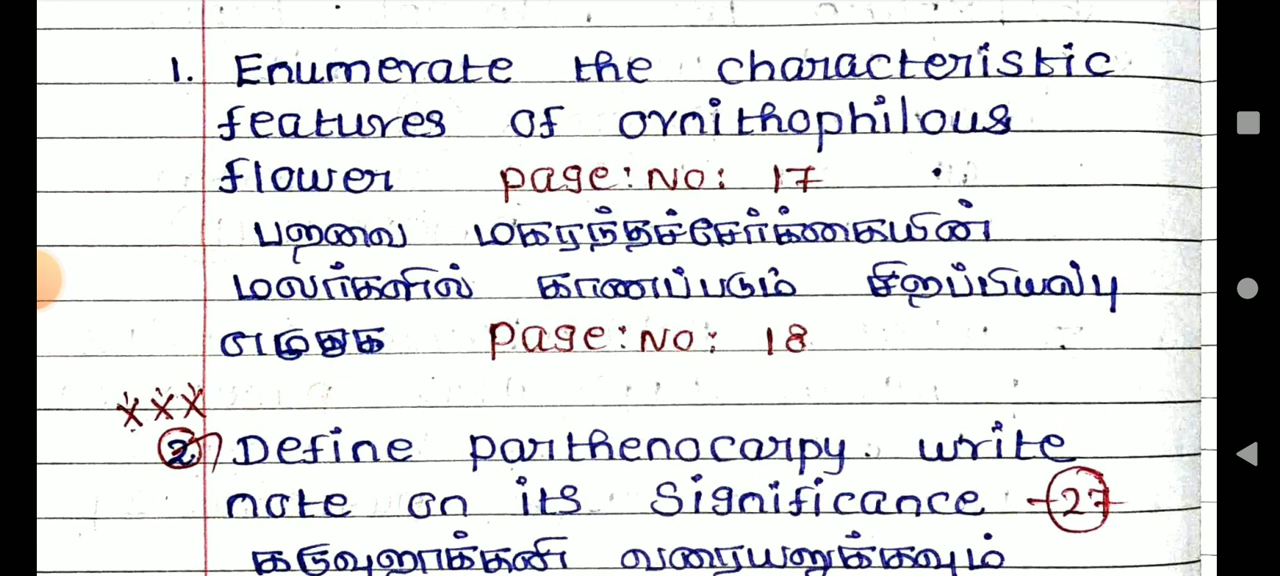 1. Enumerate the characteristic
features of ornithophilous
flower page:No: 17
பறவை மகரந்தச்சேர்க்கையின்
மலர்களில் காணப்படும் சிறப்பியல்பு
எழுதுக page:No: 18
xxx
2) Define parthenocarpy. write
note on its Significance -27
கருவுறாக்கனி வரையறுக்கவும்